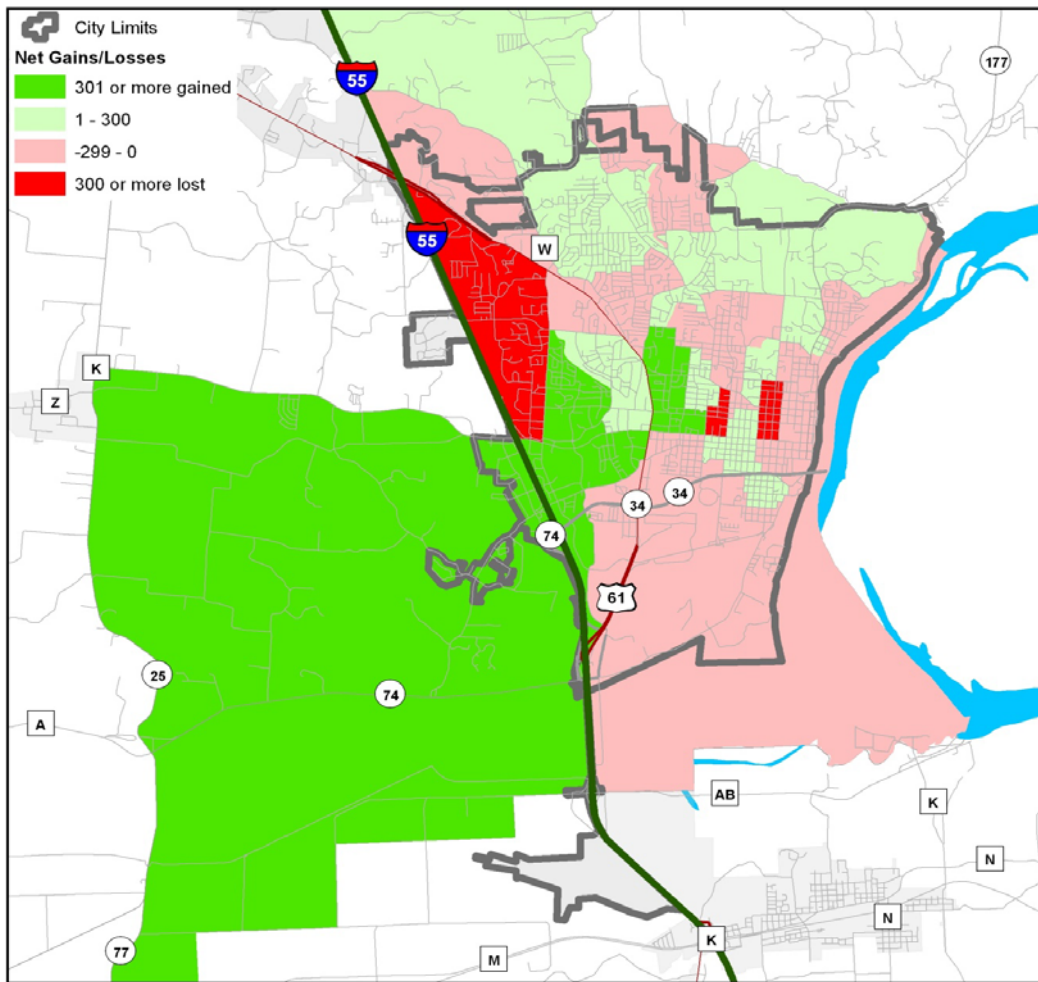 City Limits
Net Gains/Losses
301 or more gained
1 - 300
-299 - 0
300 or more lost
55
177
55
W
K
Z
34
34
74
61
25
74
A
AB
K
N
N
K
77
M